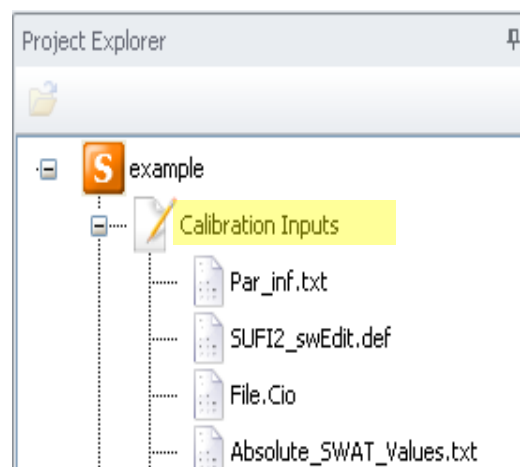 Project Explorer
S example
Calibration Inputs
Par_inf.txt
SUFI2_swEdit.def
File.Cio
Absolute_SWAT_Values.txt